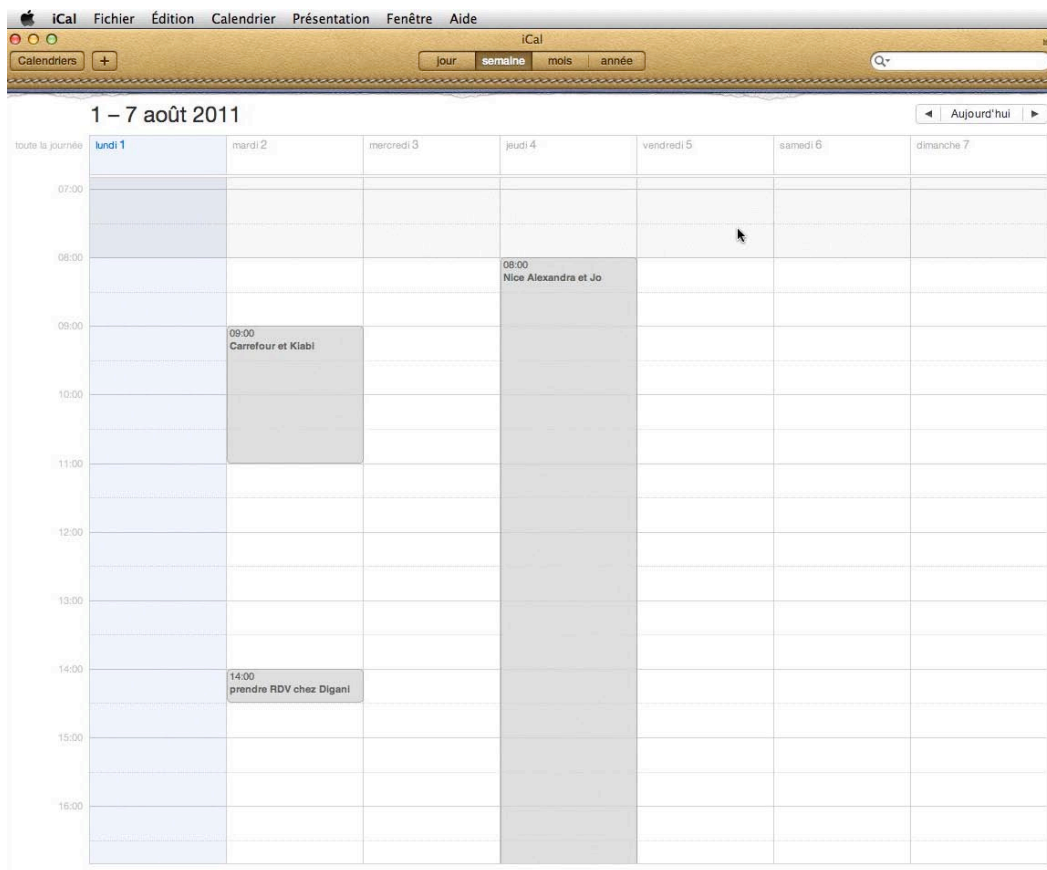 iCal Fichier Édition Calendrier Présentation Fenêtre Aide
iCal
Calendriers + jour semaine mois année
1 – 7 août 2011
Aujourd'hui
toute la journée lundi 1 mardi 2 mercredi 3 jeudi 4 vendredi 5 samedi 6 dimanche 7
07:00
08:00
08:00
Nice Alexandra et Jo
09:00
09:00
Carrefour et Kiabi
10:00
11:00
12:00
13:00
14:00
14:00
prendre RDV chez Digani
15:00
16:00